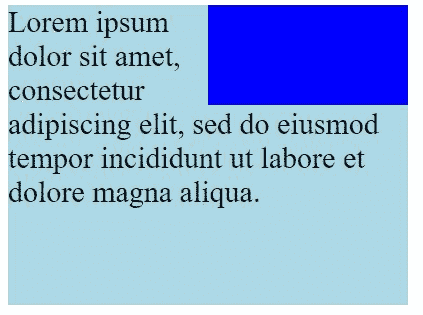 Lorem ipsum
dolor sit amet,
consectetur
adipiscing elit, sed do eiusmod
tempor incididunt ut labore et
dolore magna aliqua.